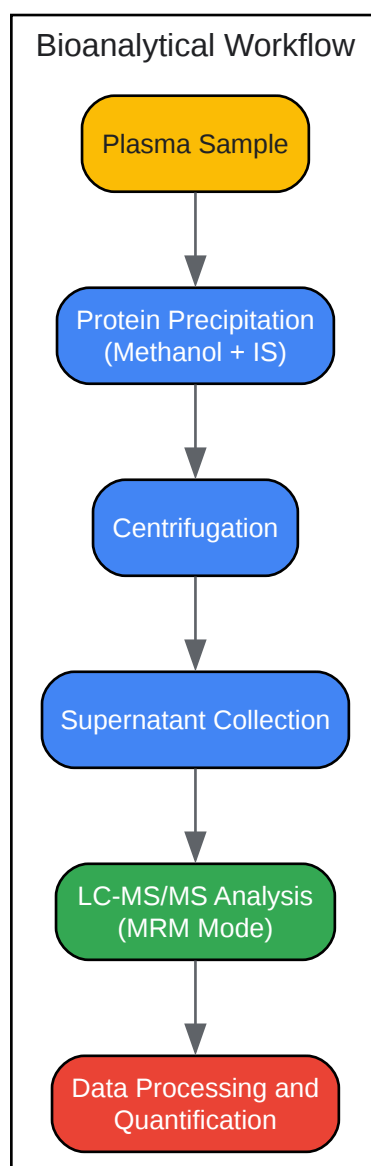 Bioanalytical Workflow
Plasma Sample
Protein Precipitation
(Methanol + IS)
Centrifugation
Supernatant Collection
LC-MS/MS Analysis
(MRM Mode)
Data Processing and
Quantification